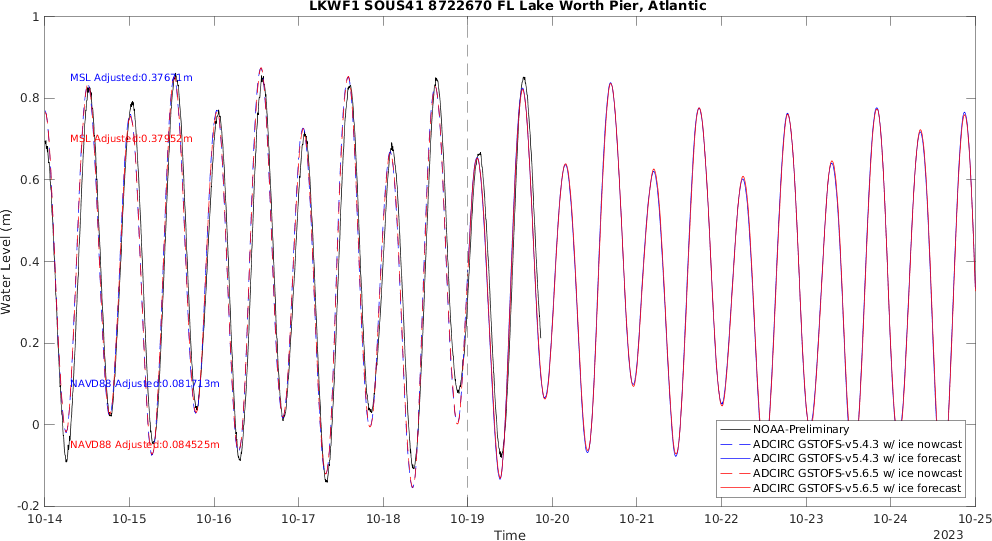 LKWF1 SOUS41 8722670 FL Lake Worth Pier, Atlantic
1
0.8
0.6
0.4
0.2
0
-0.2
Water Level (m)
MSL Adjusted:0.37671m
MSL Adjusted:0.37952m
NAVD88 Adjusted:0.081713m
NAVD88 Adjusted:0.084525m
NOAA-Preliminary
ADCIRC GSTOFS-v5.4.3 w/ ice nowcast
ADCIRC GSTOFS-v5.4.3 w/ ice forecast
ADCIRC GSTOFS-v5.6.5 w/ ice nowcast
ADCIRC GSTOFS-v5.6.5 w/ ice forecast
10-14 10-15 10-16 10-17 10-18 10-19 10-20 10-21 10-22 10-23 10-24 10-25
Time
2023